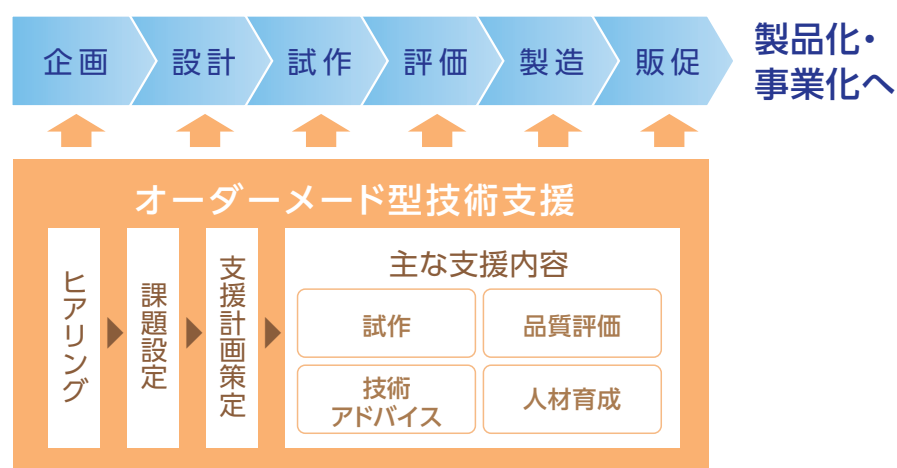 企画
設計
試作
評価
製造
販促
製品化・
事業化へ
オーダーメード型技術支援
ヒアリング
課題設定
支援計画策定
主な支援内容
試作
品質評価
技術
アドバイス
人材育成